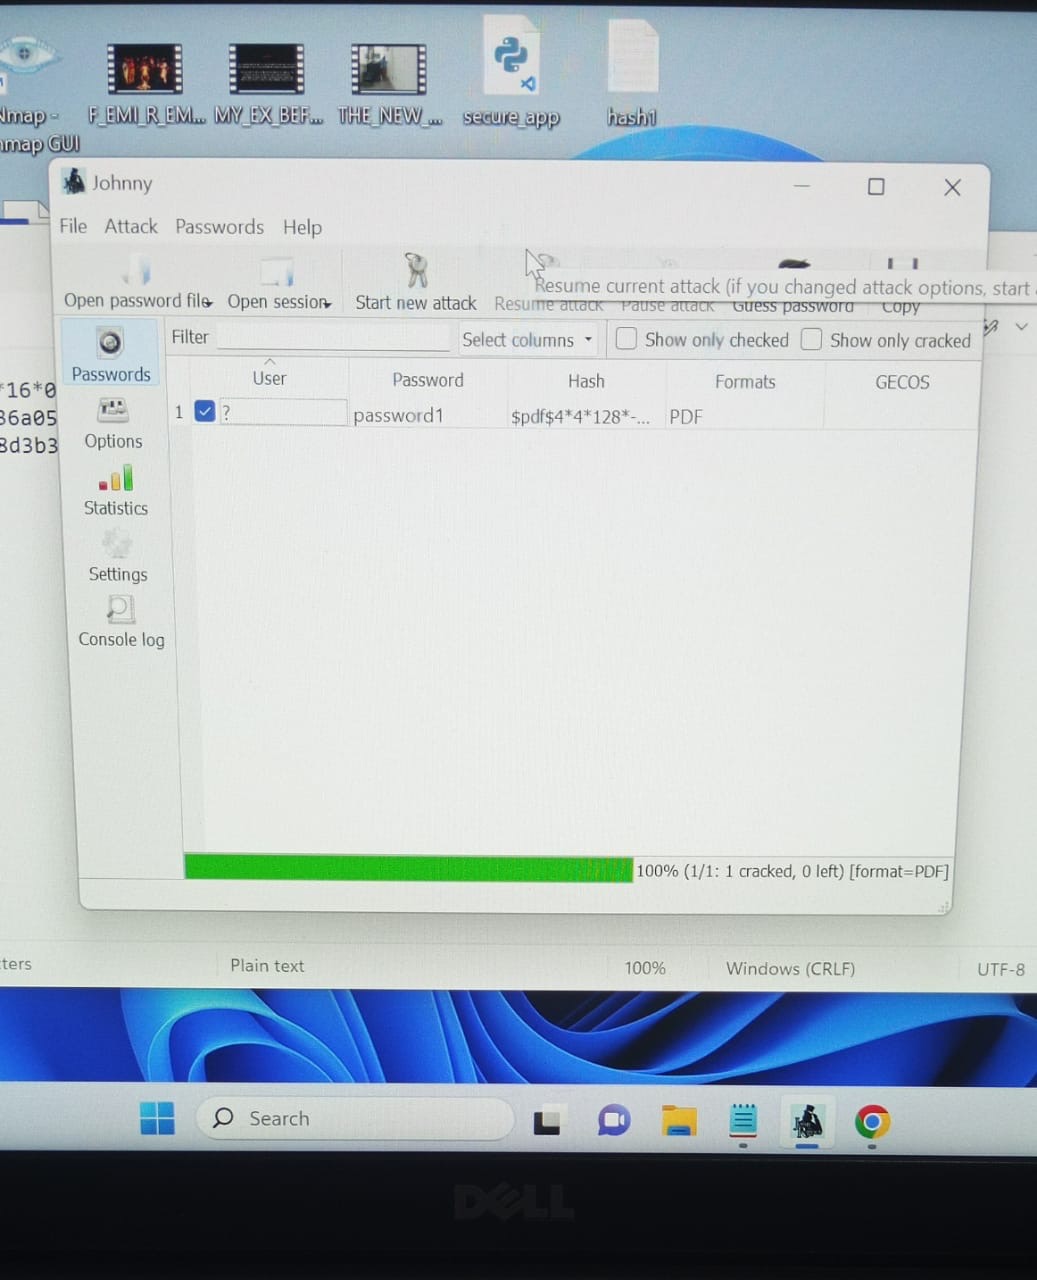 Nmap - F_EMI_R_EM... MY_EX_BEF... THE_NEW_... secure_app hash1
nmap GUI
Johnny
File Attack Passwords Help
Open password file Open session Start new attack Resume attack Pause attack Guess password Copy
Resume current attack (if you changed attack options, start
Passwords
Filter Select columns Show only checked Show only cracked
User Password Hash Formats GECOS
1 ? password1 $pdf$4*4*128*-... PDF
*16*0
36a05
8d3b3
Options
Statistics
Settings
Console log
100% (1/1: 1 cracked, 0 left) [format=PDF]
ters Plain text 100% Windows (CRLF) UTF-8
Search
DELL